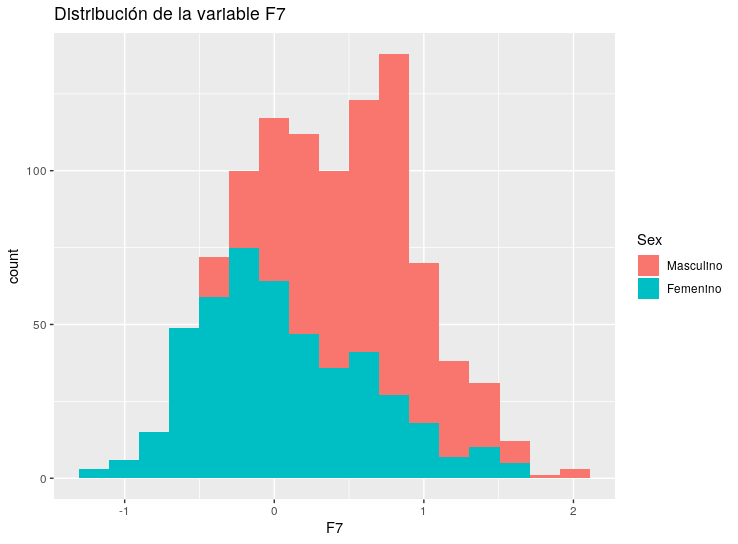 Distribución de la variable F7
count
100
50
0
-1
0
1
2
F7
Sex
Masculino
Femenino